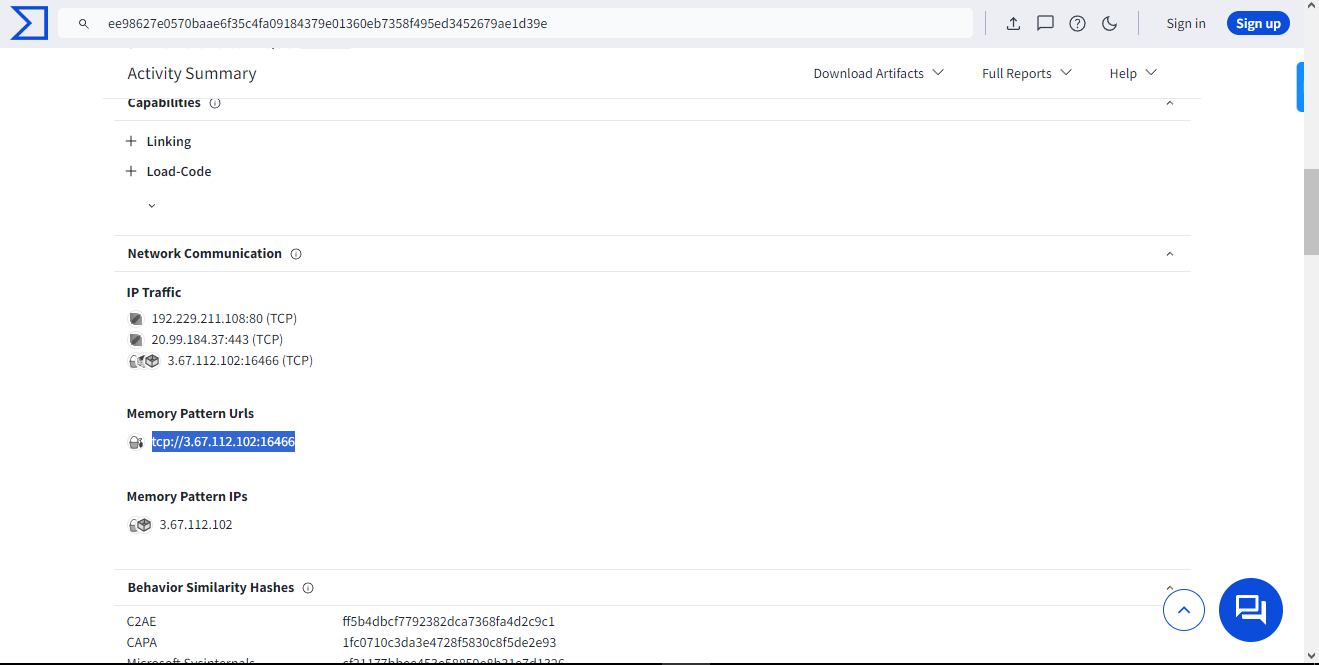 ee98627e0570baae6f35c4fa09184379e01360eb7358f495ed3452679ae1d39e
Sign in
Sign up
Activity Summary
Download Artifacts
Full Reports
Help
Capabilities
Linking
Load-Code
Network Communication
IP Traffic
192.229.211.108:80 (TCP)
20.99.184.37:443 (TCP)
3.67.112.102:16466 (TCP)
Memory Pattern Urls
tcp://3.67.112.102:16466
Memory Pattern IPs
3.67.112.102
Behavior Similarity Hashes
C2AE ff5b4dbcf7792382dca7368fa4d2c9c1
CAPA 1fc0710c3da3e4728f5830c8f5de2e93
Microsoft Sysinternals